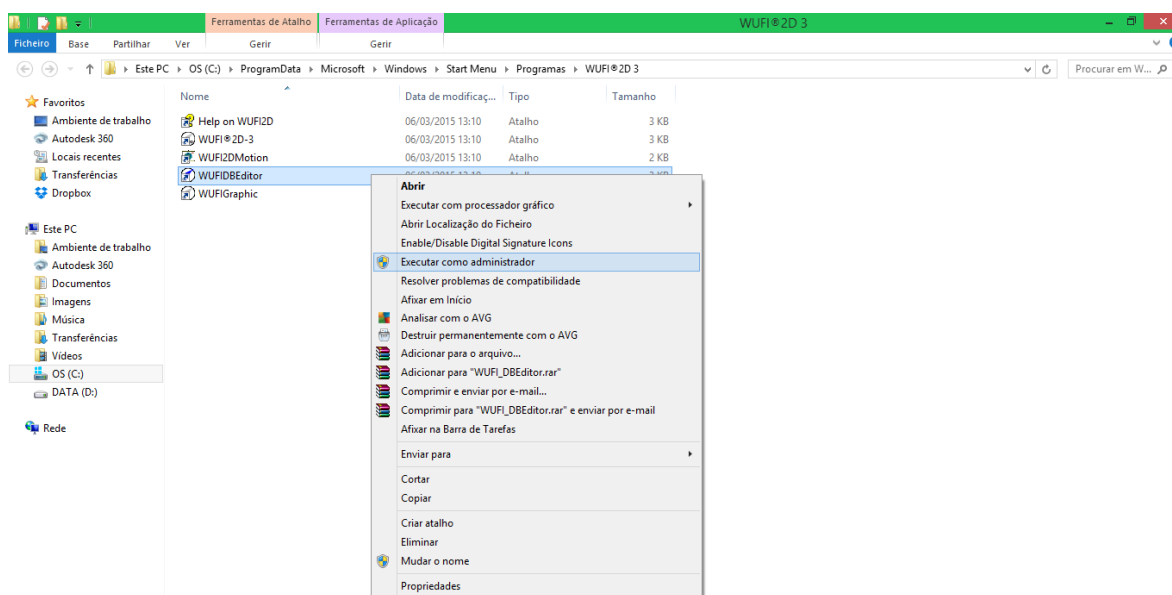 Ferramentas de Atalho Ferramentas de Aplicação WUFI®2D 3
Ficheiro Base Partilhar Ver Gerir Gerir
Este PC OS (C:) ProgramData Microsoft Windows Start Menu Programas WUFI®2D 3 Procurar em W...
Nome Data de modificaç... Tipo Tamanho
Help on WUFI2D 06/03/2015 13:10 Atalho 3 KB
WUFI®2D-3 06/03/2015 13:10 Atalho 3 KB
WUFI2DMotion 06/03/2015 13:10 Atalho 2 KB
WUFIDBEditor
WUFIGraphic
Favoritos
Ambiente de trabalho
Autodesk 360
Locais recentes
Transferências
Dropbox
Este PC
Ambiente de trabalho
Autodesk 360
Documentos
Imagens
Música
Transferências
Vídeos
OS (C:)
DATA (D:)
Rede
Abrir
Executar com processador gráfico
Abrir Localização do Ficheiro
Enable/Disable Digital Signature Icons
Executar como administrador
Resolver problemas de compatibilidade
Afixar em Início
Analisar com o AVG
Destruir permanentemente com o AVG
Adicionar para o arquivo...
Adicionar para "WUFI_DBEditor.rar"
Comprimir e enviar por e-mail...
Comprimir para "WUFI_DBEditor.rar" e enviar por e-mail
Afixar na Barra de Tarefas
Enviar para
Cortar
Copiar
Criar atalho
Eliminar
Mudar o nome
Propriedades